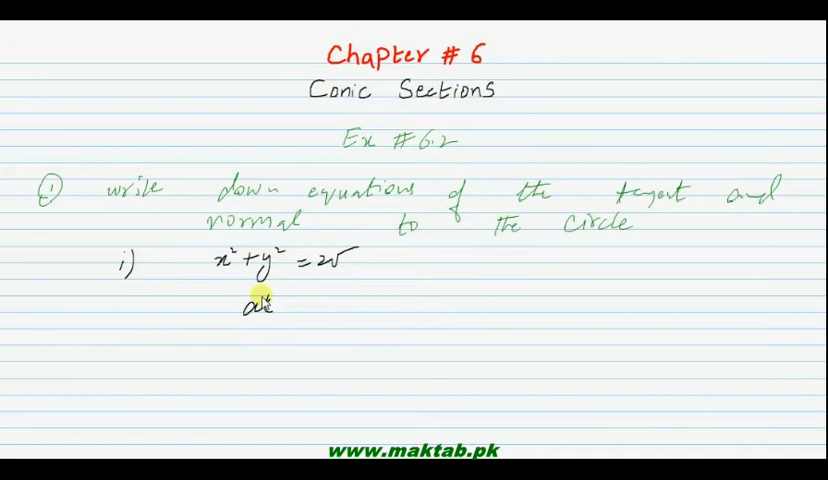 Chapter # 6
Conic Sections
Ex # 6.2
① write down equations of the tangent and
normal to the circle
i) x² + y² = 25
at
www.maktab.pk